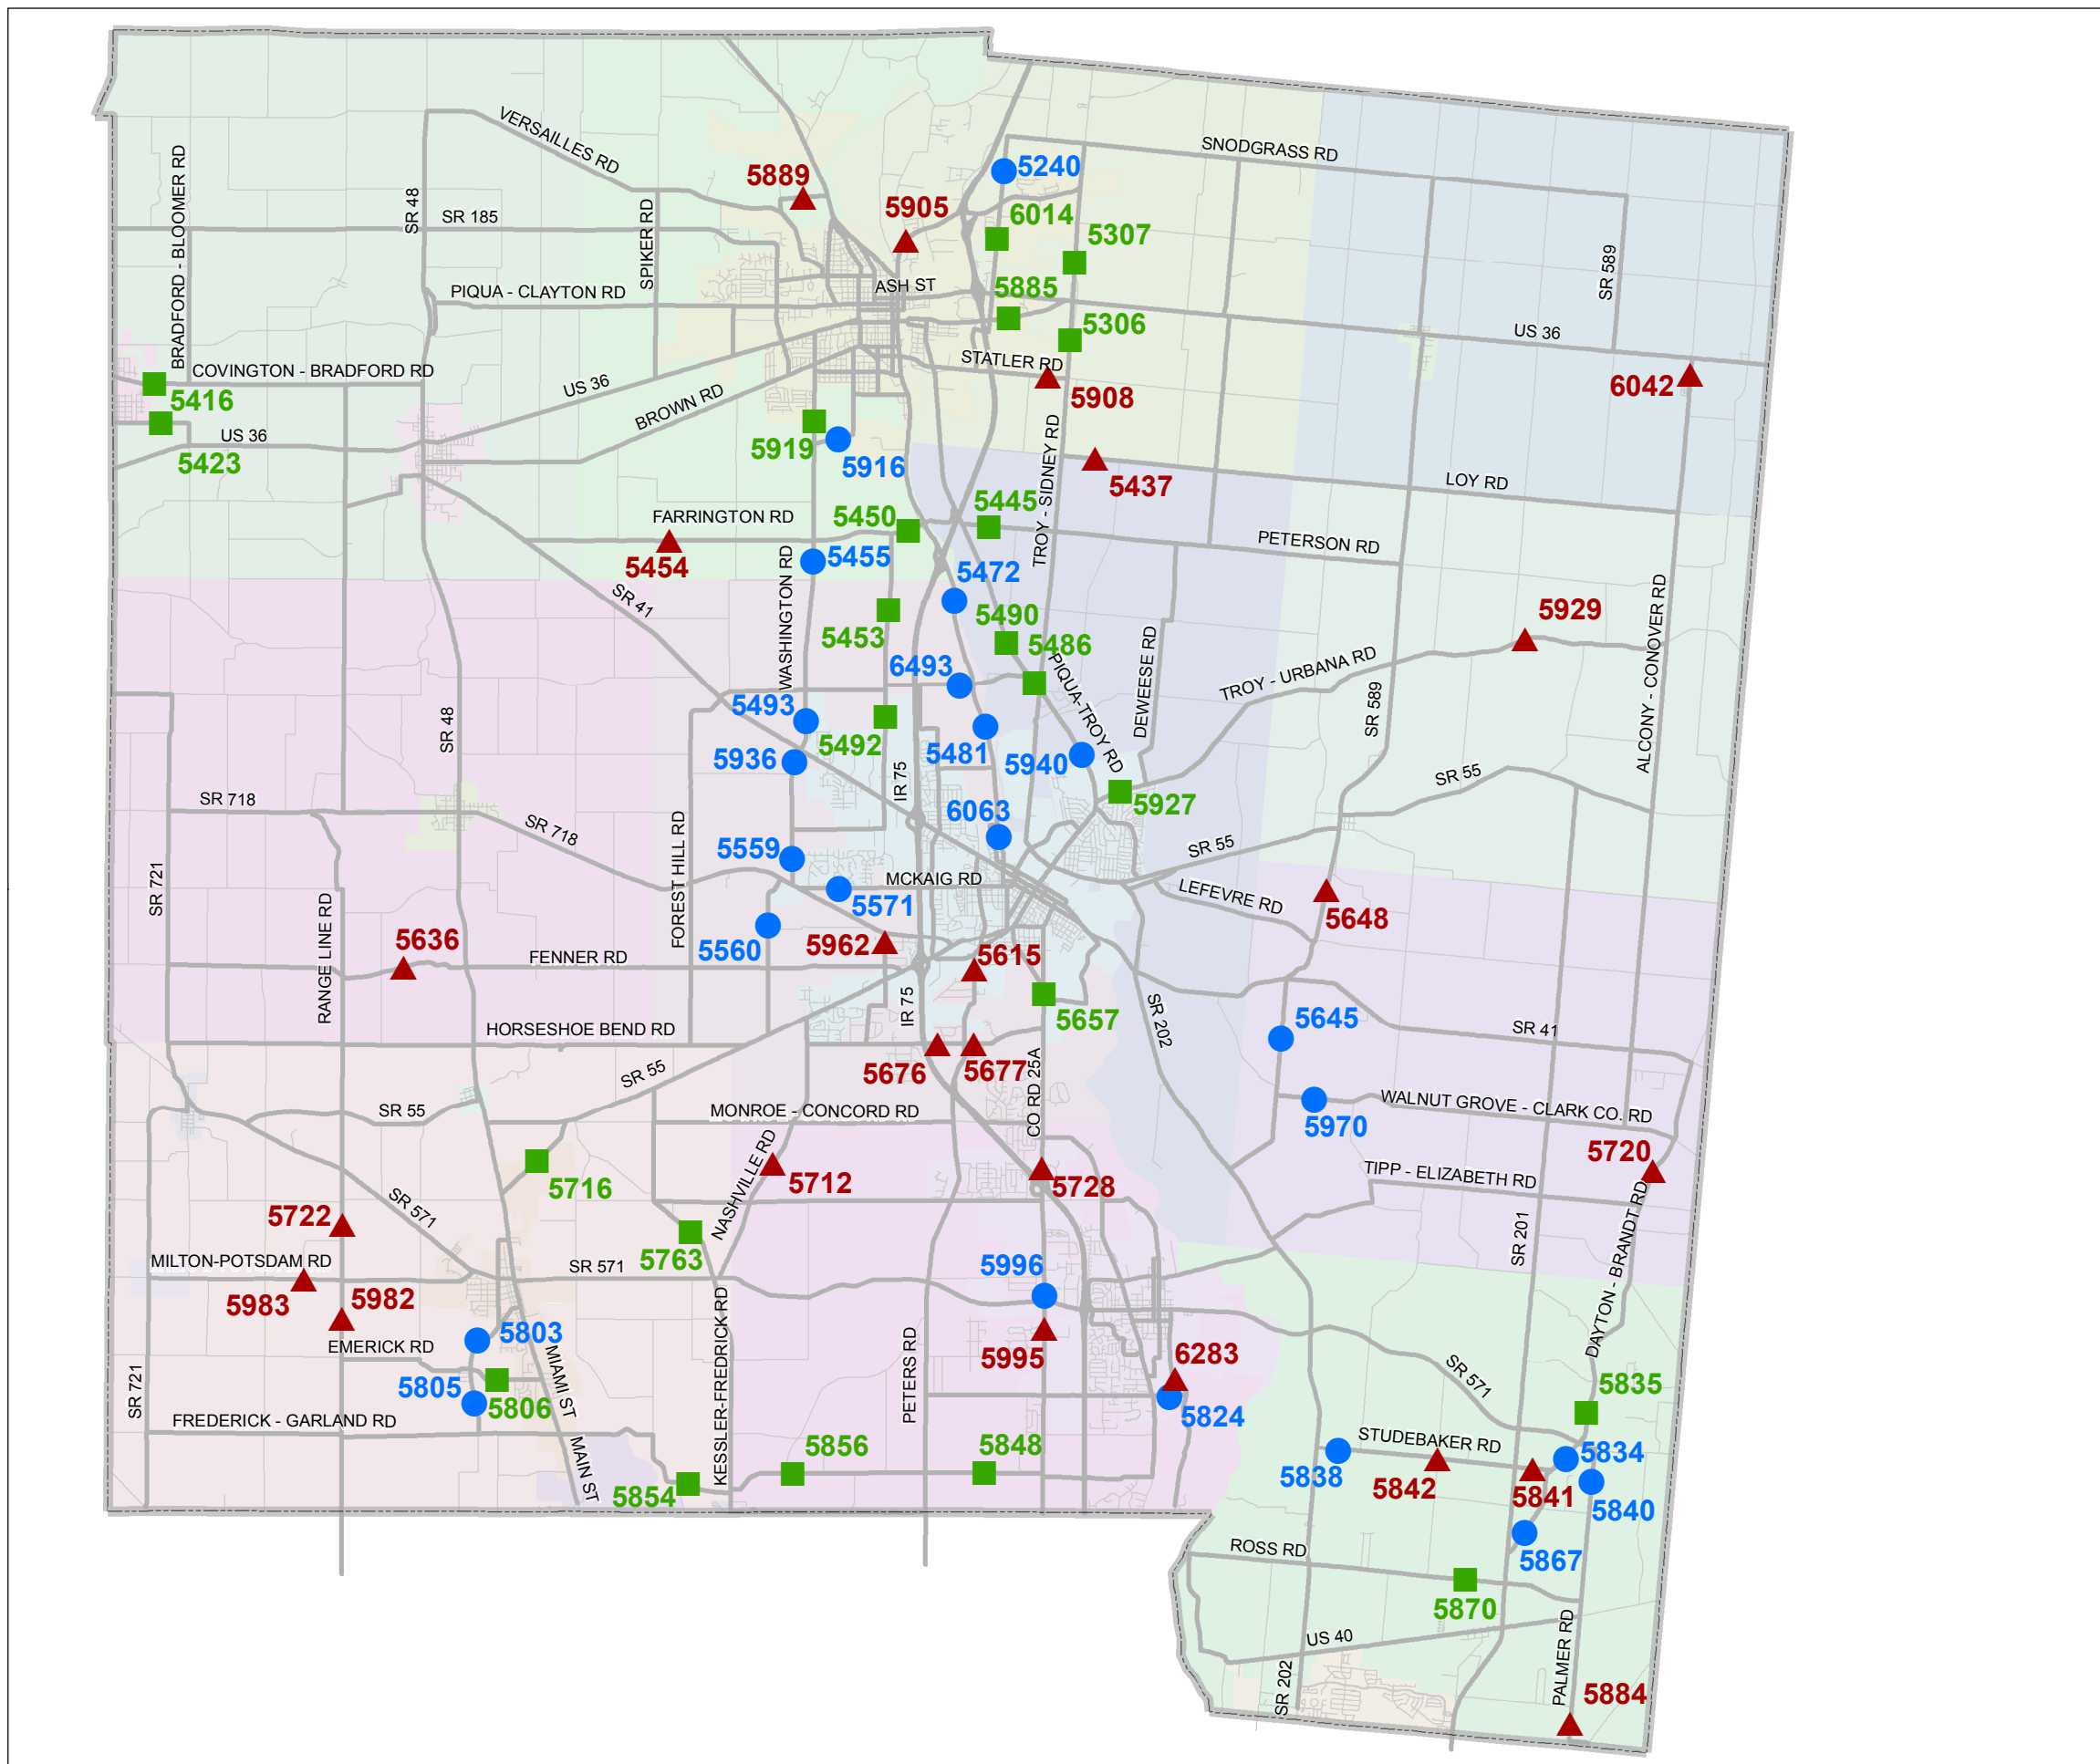 VERSAILLES RD
SNODGRASS RD
5240
5889
5905
6014
5307
BRADFORD - BLOOMER RD
SR 48
SR 185
SPIKER RD
SR 589
PIQUA - CLAYTON RD
ASH ST
5885
5306
US 36
STATLER RD
COVINGTON - BRADFORD RD
US 36
BROWN RD
5908
6042
5416
US 36
5423
5919
5916
TROY - SIDNEY RD
5437
LOY RD
FARRINGTON RD
5450
5445
PETERSON RD
5454
5455
5472
WASHINGTON RD
SR 41
5453
5490
5486
5929
ALCONY - CONOVER RD
6493
PIQUA-TROY RD
DEWEESE RD
TROY - URBANA RD
SR 589
SR 48
5493
5492
5936
5481
5940
IR 75
SR 55
SR 718
5927
6063
SR 718
FOREST HILL RD
5559
SR 55
MCKAIG RD
SR 721
5571
LEFEVRE RD
RANGE LINE RD
5648
5636
5560
5962
5615
FENNER RD
IR 75
5657
SR 202
HORSESHOE BEND RD
5645
SR 41
5676
5677
SR 55
CO RD 25A
SR 55
MONROE - CONCORD RD
WALNUT GROVE - CLARK CO. RD
5970
5720
5716
NASHVILLE RD
5712
5728
TIPP - ELIZABETH RD
SR 571
5722
SR 201
MILTON-POTSDAM RD
5763
SR 571
5996
5983
5982
DAYTON - BRANDT RD
5803
EMERICK RD
KESSLER-FREDRICK RD
PETERS RD
5995
6283
SR 571
SR 721
5805
5806
MIAMI ST
5835
5824
FREDERICK - GARLAND RD
MAIN ST
5856
5848
STUDEBAKER RD
5834
5854
5838
5842
5841
5840
ROSS RD
5867
5870
US 40
PALMER RD
SR 202
5884